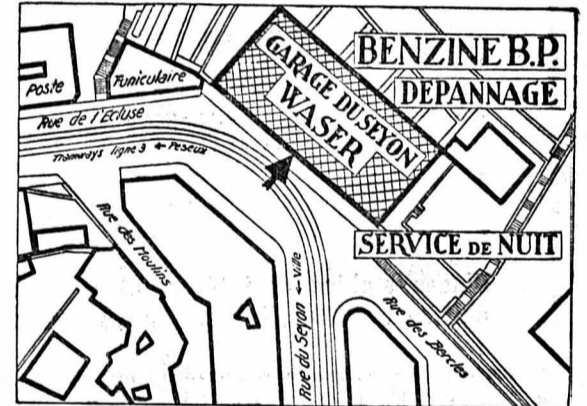 BENZINE B.P.
DEPANNAGE
GARAGE DU SEYON
WASER
SERVICE DE NUIT
Poste
Funiculaire
Rue de l'Ecluse
Tramways ligne 3 ← Peseux
Rue des Moulins
Rue du Seyon ← Ville
Rue des Bercles